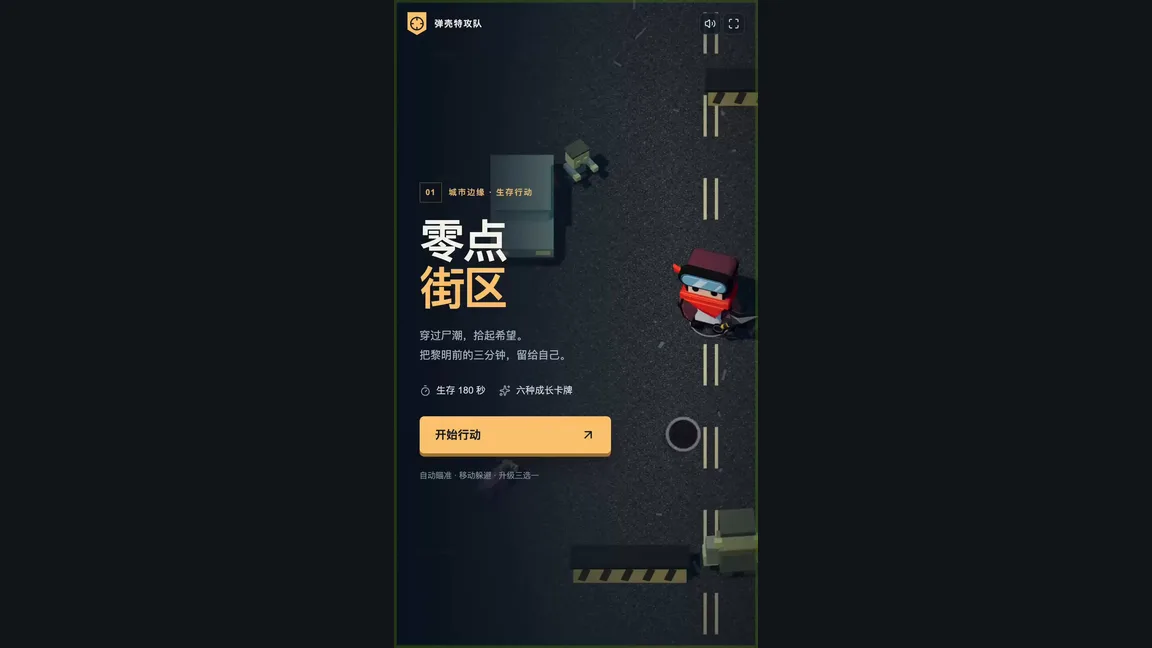 弹壳特攻队
01 城市边缘 · 生存行动
零点
街区
穿过尸潮，拾起希望。
把黎明前的三分钟，留给自己。
生存 180 秒 六种成长卡牌
开始行动
自动瞄准 · 移动躲避 · 升级三选一